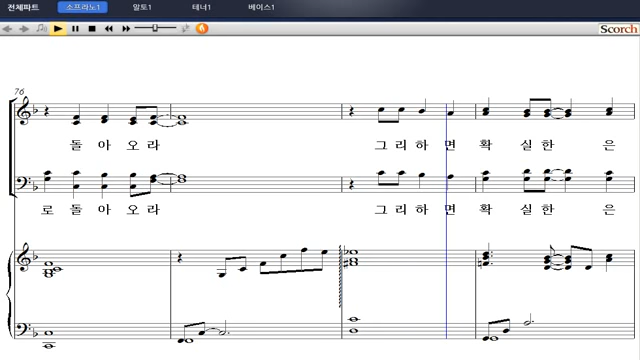 전체파트 소프라노1 알토1 테너1 베이스1
Scorch
76
돌 아 오 라 그 리 하 면 확 실 한 은
로 돌 아 오 라 그 리 하 면 확 실 한 은